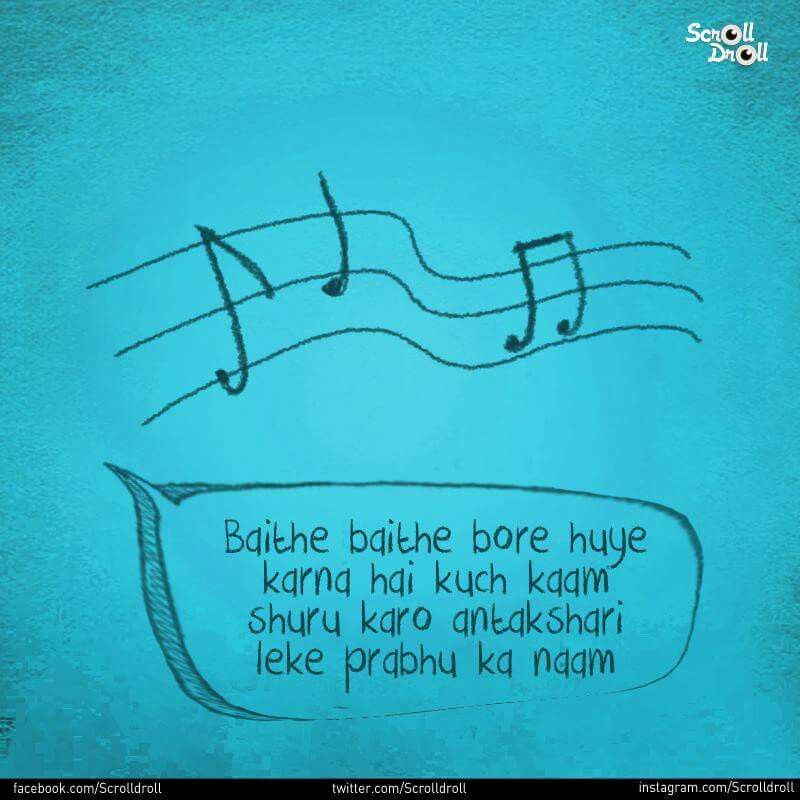 Scroll
Droll
Baithe baithe bore huye
karna hai kuch kaam
shuru karo antakshari
leke prabhu ka naam
facebook.com/Scrolldroll
twitter.com/Scrolldroll
instagram.com/Scrolldroll